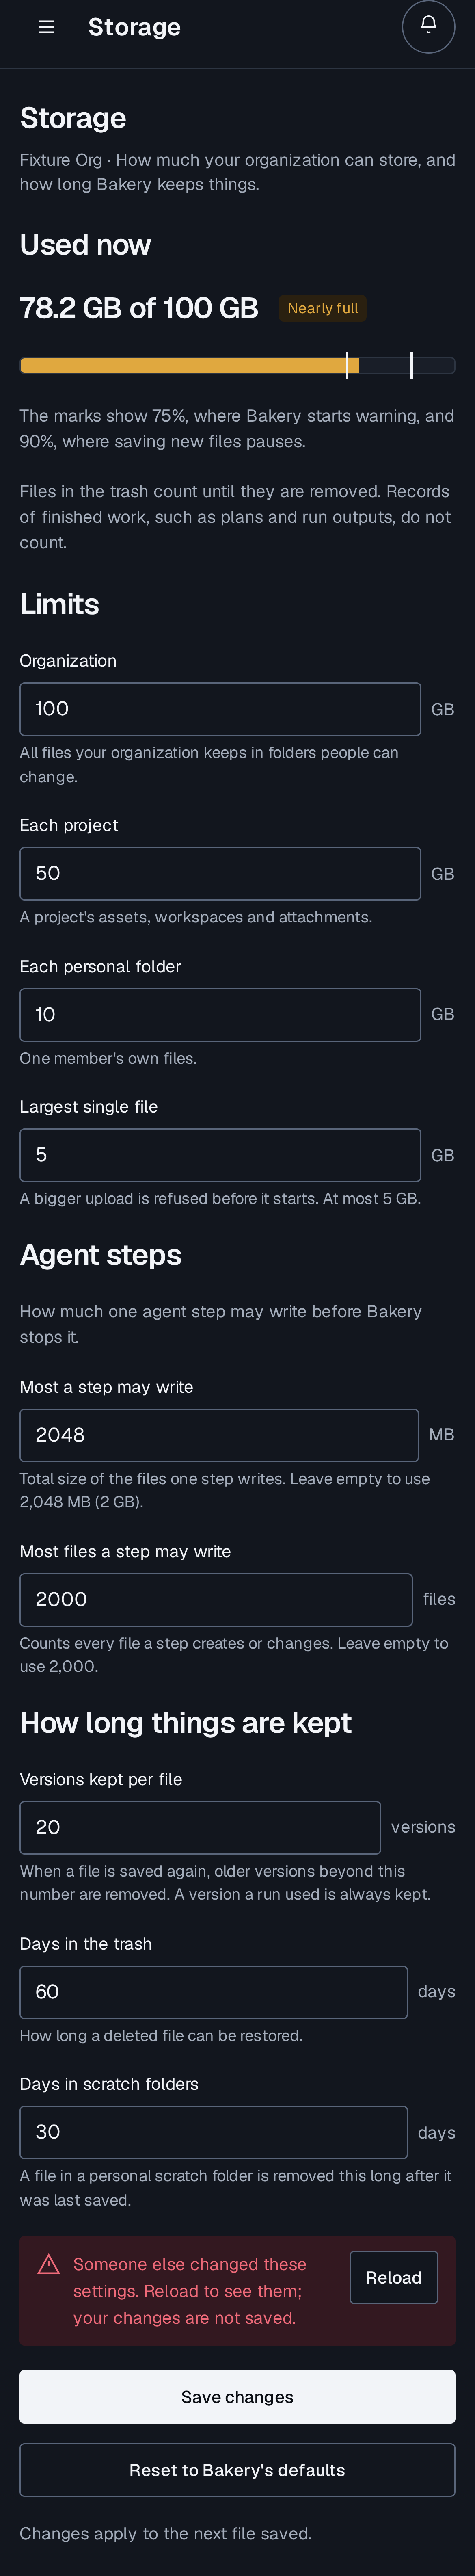 Storage
Storage
Fixture Org · How much your organization can store, and
how long Bakery keeps things.
Used now
78.2 GB of 100 GB
Nearly full
The marks show 75%, where Bakery starts warning, and
90%, where saving new files pauses.
Files in the trash count until they are removed. Records
of finished work, such as plans and run outputs, do not
count.
Limits
Organization
100
GB
All files your organization keeps in folders people can
change.
Each project
50
GB
A project's assets, workspaces and attachments.
Each personal folder
10
GB
One member's own files.
Largest single file
5
GB
A bigger upload is refused before it starts. At most 5 GB.
Agent steps
How much one agent step may write before Bakery
stops it.
Most a step may write
2048
MB
Total size of the files one step writes. Leave empty to use
2,048 MB (2 GB).
Most files a step may write
2000
files
Counts every file a step creates or changes. Leave empty to
use 2,000.
How long things are kept
Versions kept per file
20
versions
When a file is saved again, older versions beyond this
number are removed. A version a run used is always kept.
Days in the trash
60
days
How long a deleted file can be restored.
Days in scratch folders
30
days
A file in a personal scratch folder is removed this long after it
was last saved.
Someone else changed these
settings. Reload to see them;
your changes are not saved.
Reload
Save changes
Reset to Bakery's defaults
Changes apply to the next file saved.